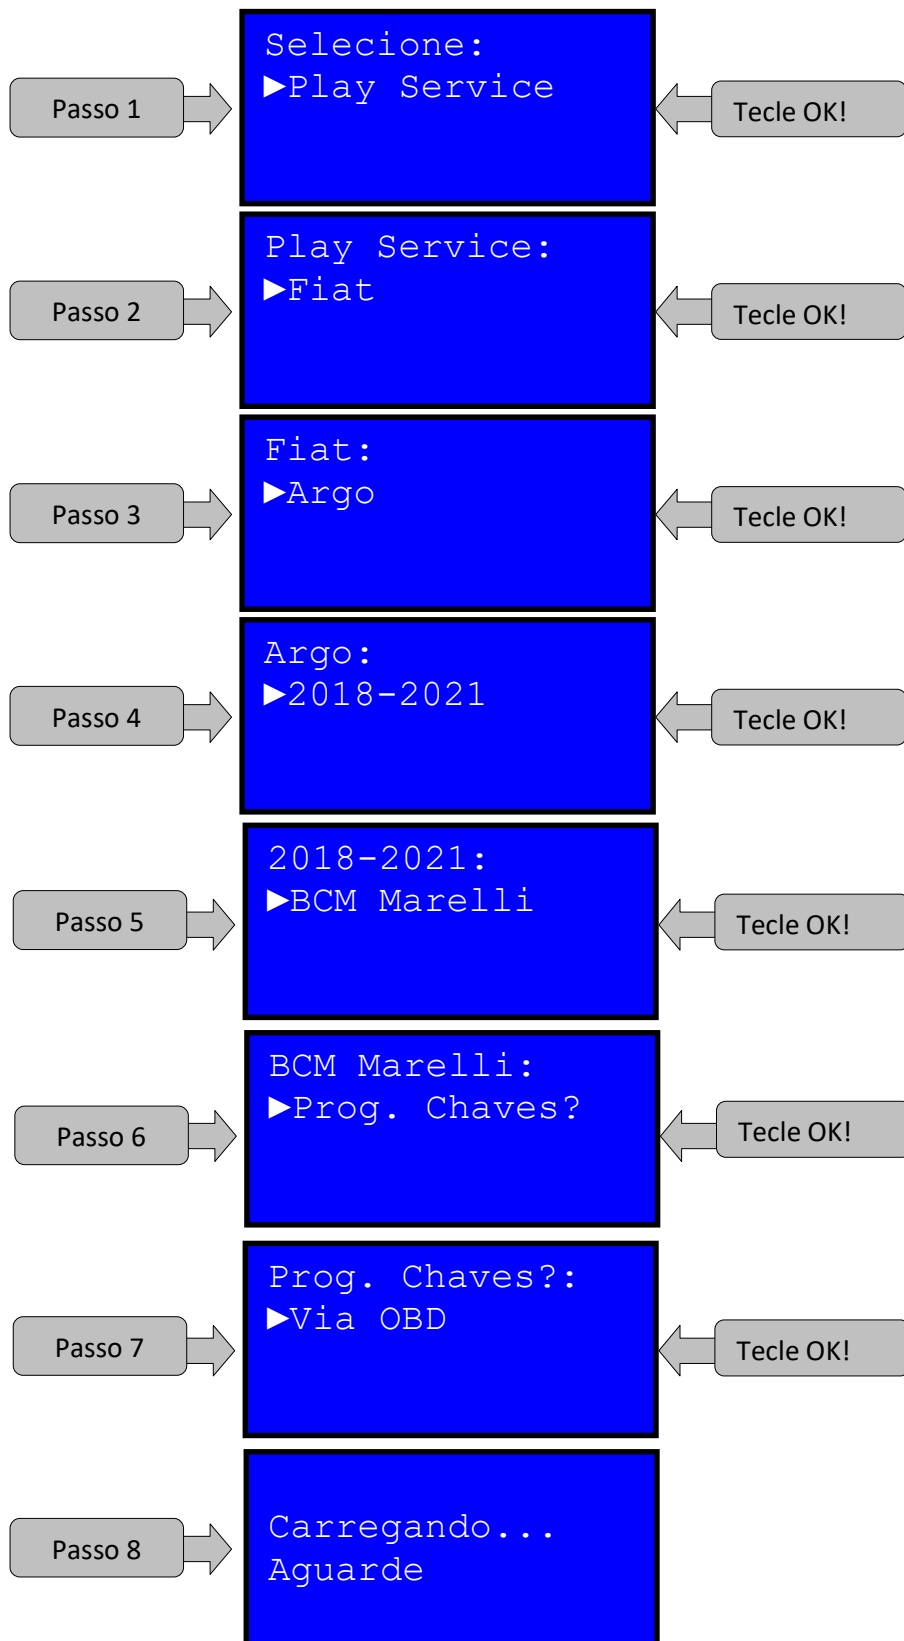 Passo 1
Selecione:
►Play Service
Tecle OK!
Passo 2
Play Service:
►Fiat
Tecle OK!
Passo 3
Fiat:
►Argo
Tecle OK!
Passo 4
Argo:
►2018-2021
Tecle OK!
Passo 5
2018-2021:
►BCM Marelli
Tecle OK!
Passo 6
BCM Marelli:
►Prog. Chaves?
Tecle OK!
Passo 7
Prog. Chaves?:
►Via OBD
Tecle OK!
Passo 8
Carregando...
Aguarde